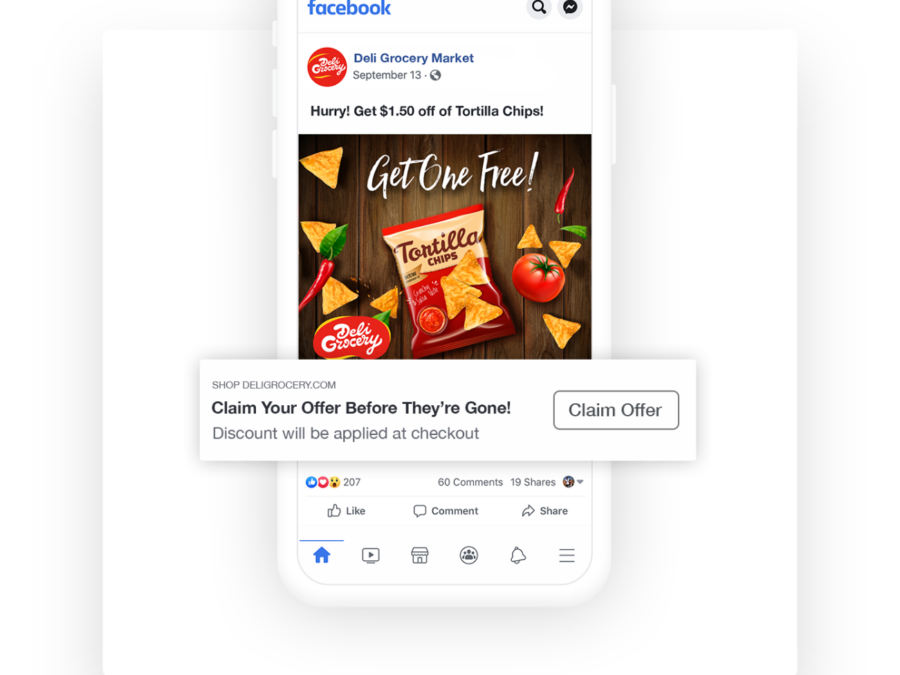 facebook
Deli Grocery Market
September 13 ·
Hurry! Get $1.50 off of Tortilla Chips!
Get One Free!
Tortilla
CHIPS
Deli
Grocery
SHOP DELIGROCERY.COM
Claim Your Offer Before They're Gone!
Discount will be applied at checkout
Claim Offer
207
60 Comments 19 Shares
Like Comment Share